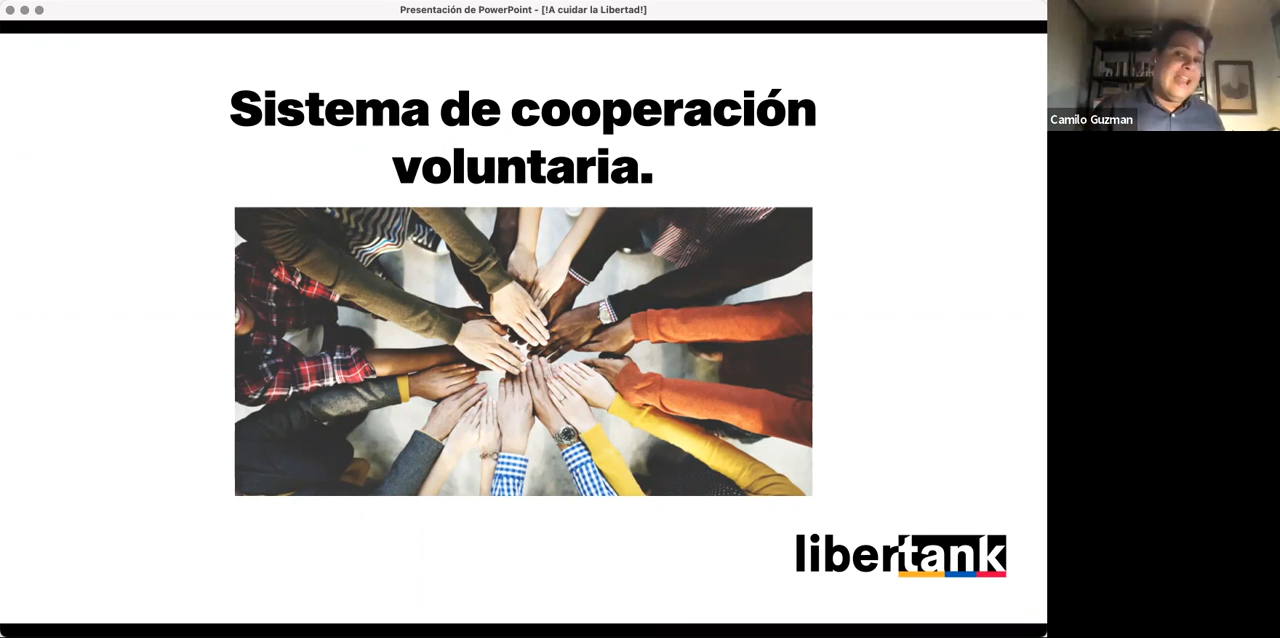 Presentación de PowerPoint - [!A cuidar la Libertad!]
Sistema de cooperación
voluntaria.
libertank
Camilo Guzman